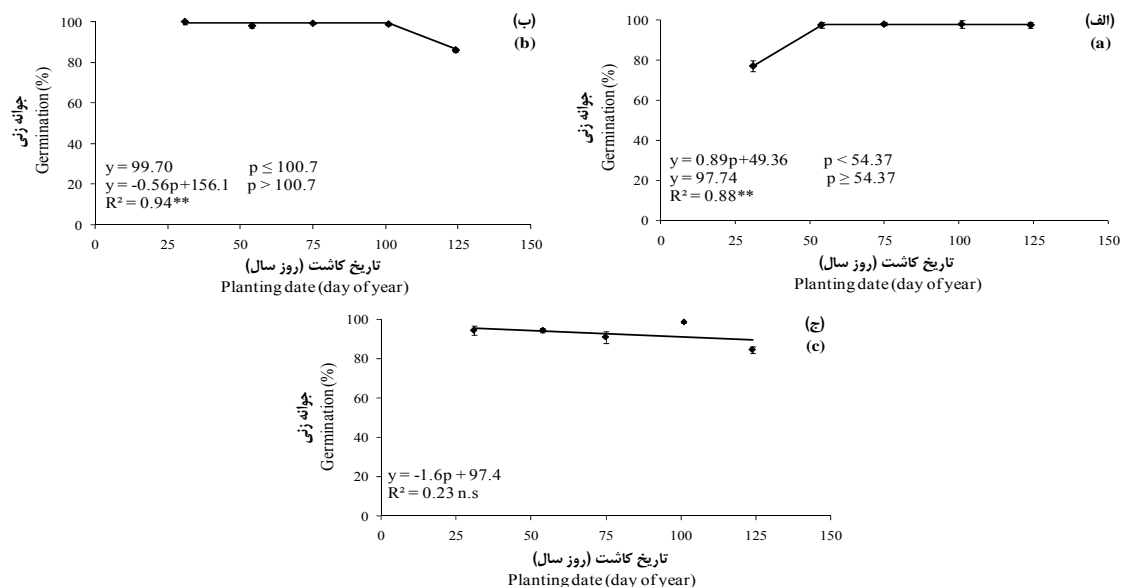 (الف)
(a)
100
80
60
40
20
0
جوانه زنی
Germination (%)
y = 0.89p+49.36 p < 54.37
y = 97.74 p ≥ 54.37
R² = 0.88**
0 25 50 75 100 125 150
تاریخ کاشت (روز سال)
Planting date (day of year)
(ب)
(b)
100
80
60
40
20
0
جوانه زنی
Germination (%)
y = 99.70 p ≤ 100.7
y = -0.56p+156.1 p > 100.7
R² = 0.94**
0 25 50 75 100 125 150
تاریخ کاشت (روز سال)
Planting date (day of year)
(ج)
(c)
100
80
60
40
20
0
جوانه زنی
Germination (%)
y = -1.6p + 97.4
R² = 0.23 n.s
0 25 50 75 100 125 150
تاریخ کاشت (روز سال)
Planting date (day of year)